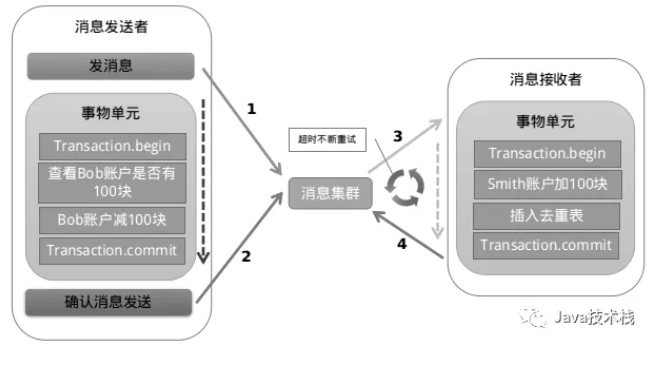 消息发送者
发消息
事物单元
Transaction.begin
查看Bob账户是否有
100块
Bob账户减100块
Transaction.commit
确认消息发送
1
2
超时不断重试
消息集群
3
4
消息接收者
事物单元
Transaction.begin
Smith账户加100块
插入去重表
Transaction.commit
Java技术栈